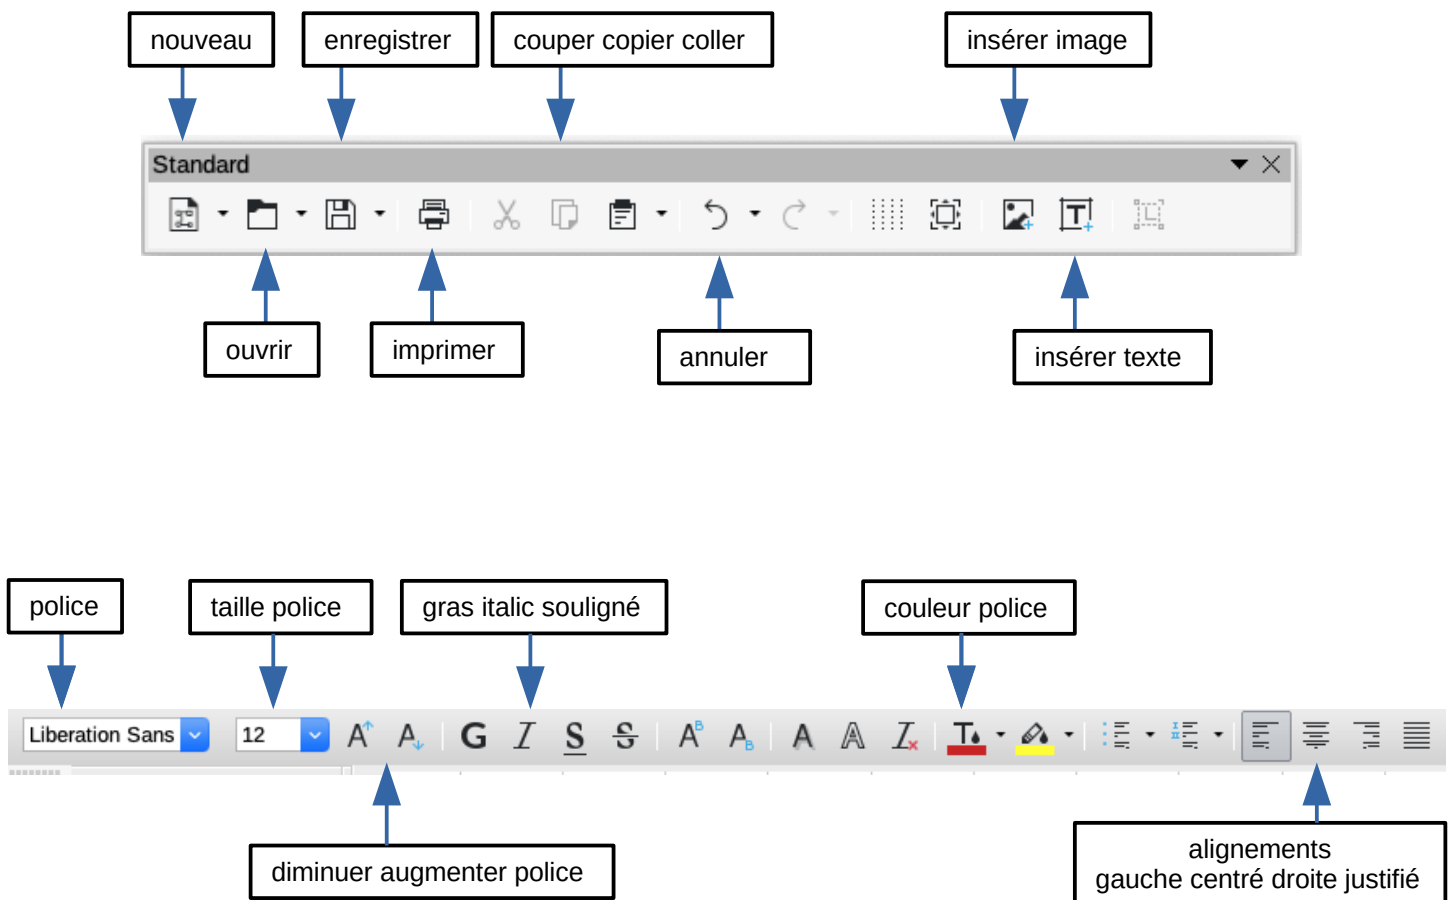 nouveau
enregistrer
couper copier coller
insérer image
Standard
ouvrir
imprimer
annuler
insérer texte
police
taille police
gras italic souligné
couleur police
Liberation Sans
12
G I S S
diminuer augmenter police
alignements
gauche centré droite justifié